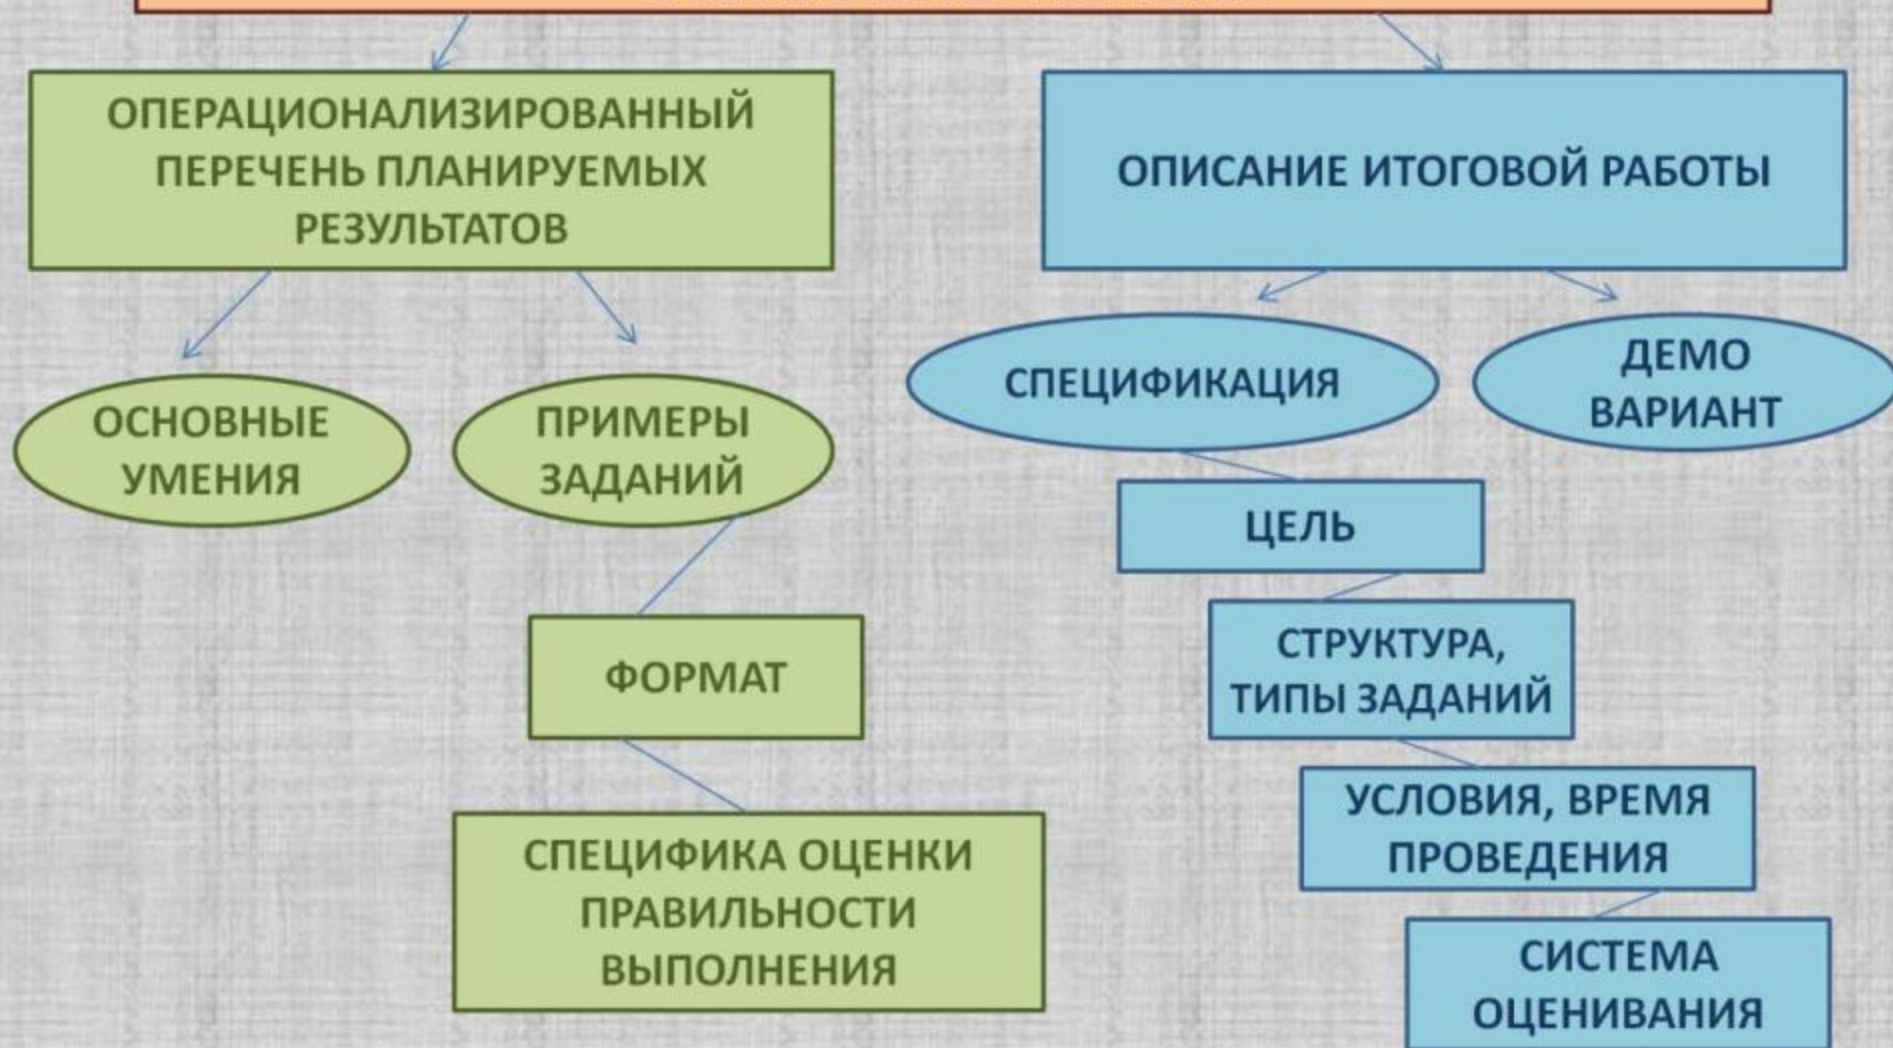 ОПЕРАЦИОНАЛИЗИРОВАННЫЙ
ПЕРЕЧЕНЬ ПЛАНИРУЕМЫХ
РЕЗУЛЬТАТОВ
ОСНОВНЫЕ
УМЕНИЯ
ПРИМЕРЫ
ЗАДАНИЙ
ФОРМАТ
СПЕЦИФИКА ОЦЕНКИ
ПРАВИЛЬНОСТИ
ВЫПОЛНЕНИЯ
ОПИСАНИЕ ИТОГОВОЙ РАБОТЫ
СПЕЦИФИКАЦИЯ
ДЕМО
ВАРИАНТ
ЦЕЛЬ
СТРУКТУРА,
ТИПЫ ЗАДАНИЙ
УСЛОВИЯ, ВРЕМЯ
ПРОВЕДЕНИЯ
СИСТЕМА
ОЦЕНИВАНИЯ